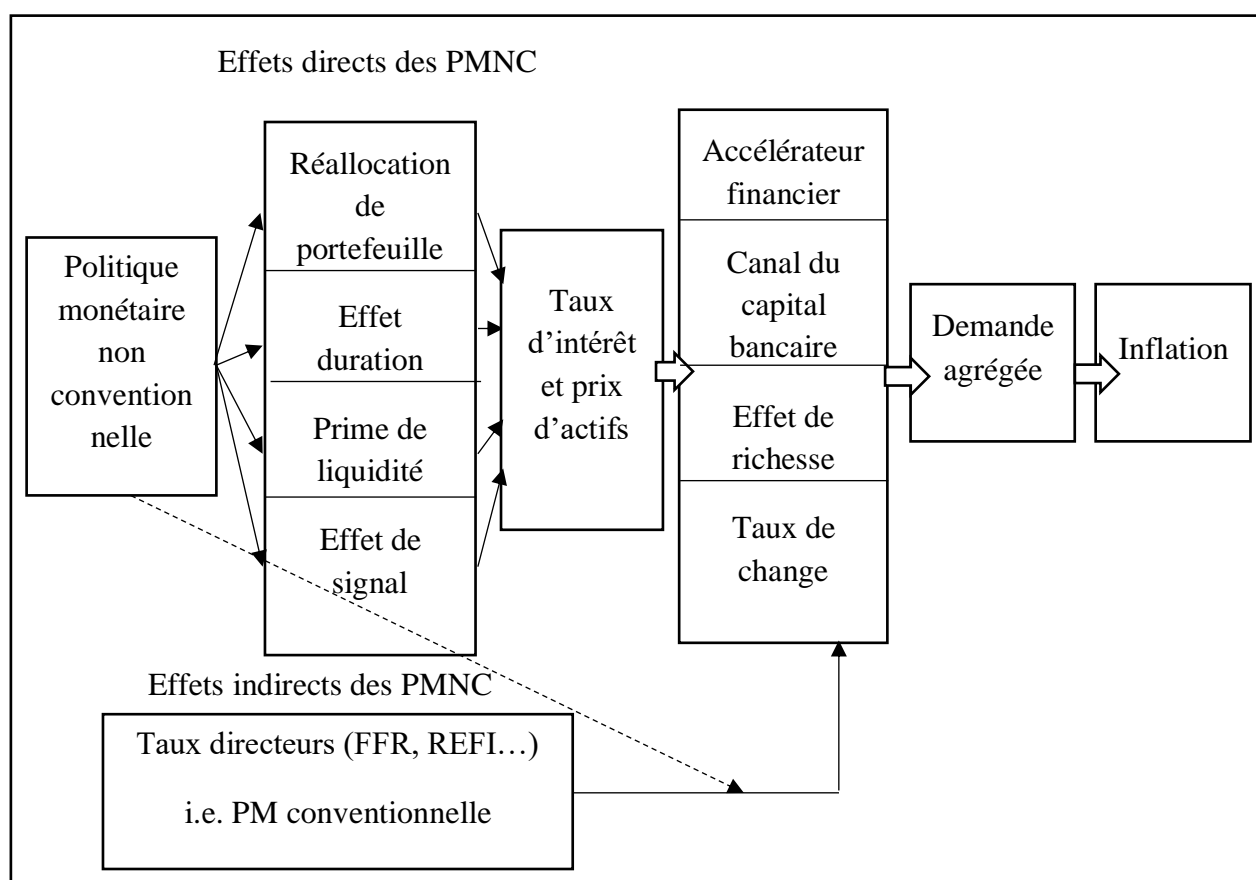 Effets directs des PMNC
Politique
monétaire
non
convention
nelle
Réallocation
de
portefeuille
Effet
duration
Prime de
liquidité
Effet de
signal
Taux
d’intérêt
et prix
d’actifs
Accélérateur
financier
Canal du
capital
bancaire
Effet de
richesse
Taux de
change
Demande
agrégée
Inflation
Effets indirects des PMNC
Taux directeurs (FFR, REFI…)
i.e. PM conventionnelle